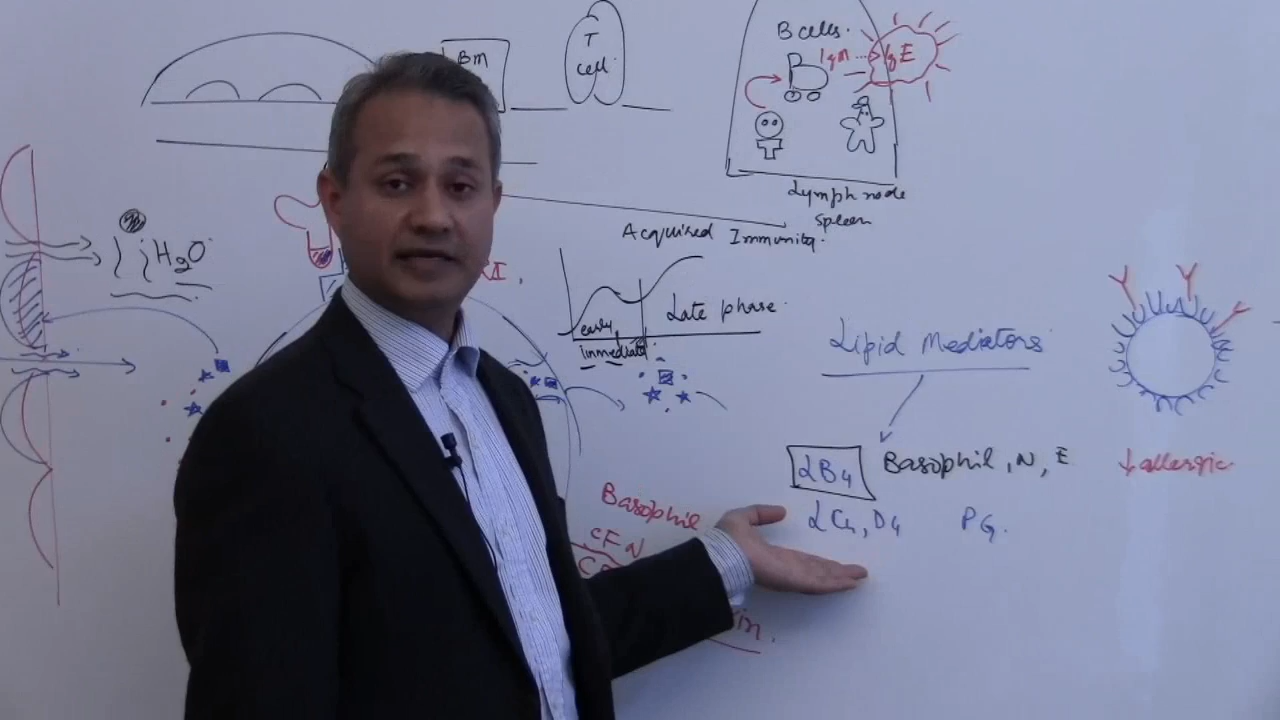 Bm
T
cell
B cells.
IgM
IgE
Lymph node
spleen
Acquired Immunity.
H2O
early,
immediate
Late phase
Lipid Mediators
LB4
Basophil, N, E
↓allergic
LC4, D4
PG.
Basophil
CFN